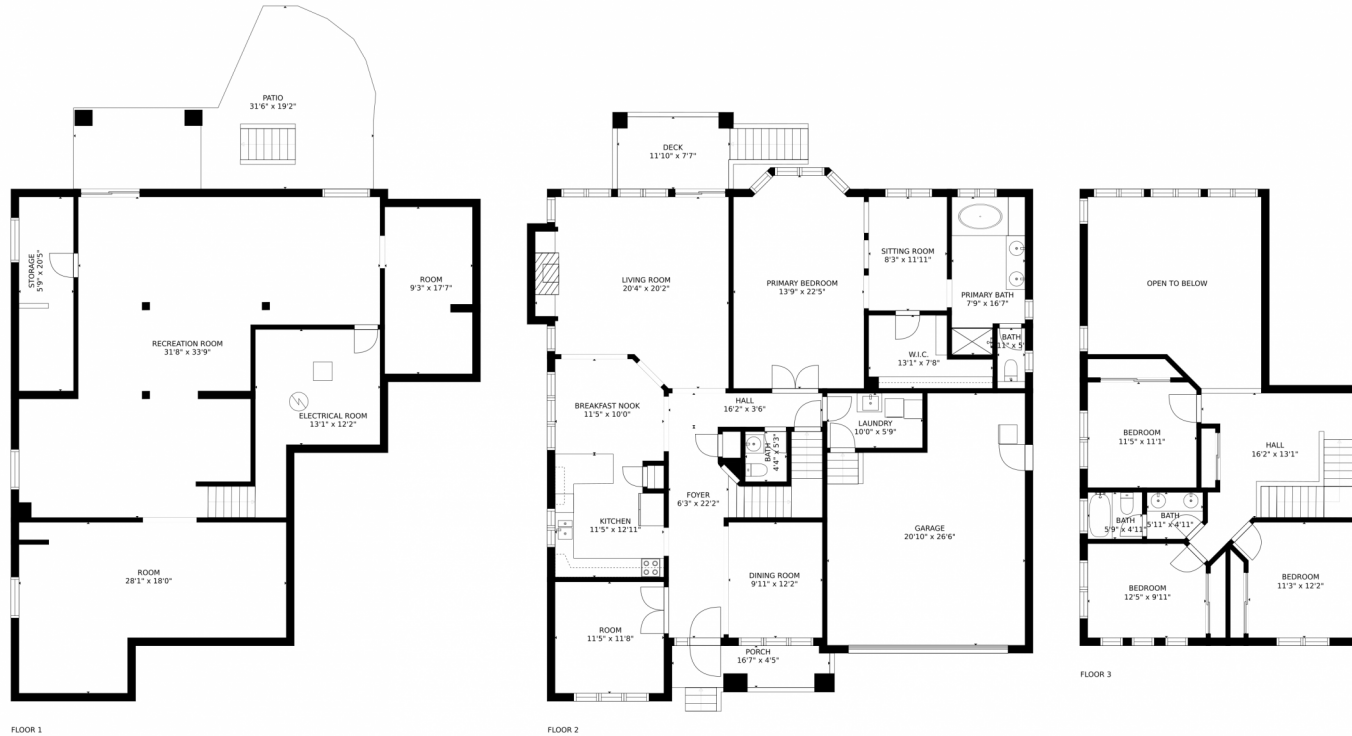 PATIO
31'6" x 19'2"
STORAGE
5'9" x 20'5"
ROOM
9'3" x 17'7"
RECREATION ROOM
31'8" x 33'9"
ELECTRICAL ROOM
13'1" x 12'2"
ROOM
28'1" x 18'0"
FLOOR 1
DECK
11'10" x 7'7"
LIVING ROOM
20'4" x 20'2"
PRIMARY BEDROOM
13'9" x 22'5"
SITTING ROOM
8'3" x 11'11"
PRIMARY BATH
7'9" x 16'7"
BATH
W.I.C.
13'1" x 7'8"
BREAKFAST NOOK
11'5" x 10'0"
HALL
16'2" x 3'6"
LAUNDRY
10'0" x 5'9"
BATH
4'4" x 5'3"
FOYER
6'3" x 22'2"
KITCHEN
11'5" x 12'11"
GARAGE
20'10" x 26'6"
DINING ROOM
9'11" x 12'2"
ROOM
11'5" x 11'8"
PORCH
16'7" x 4'5"
FLOOR 2
OPEN TO BELOW
BEDROOM
11'5" x 11'1"
HALL
16'2" x 13'1"
BATH
5'9" x 4'11"
BATH
5'11" x 4'11"
BEDROOM
12'5" x 9'11"
BEDROOM
11'3" x 12'2"
FLOOR 3